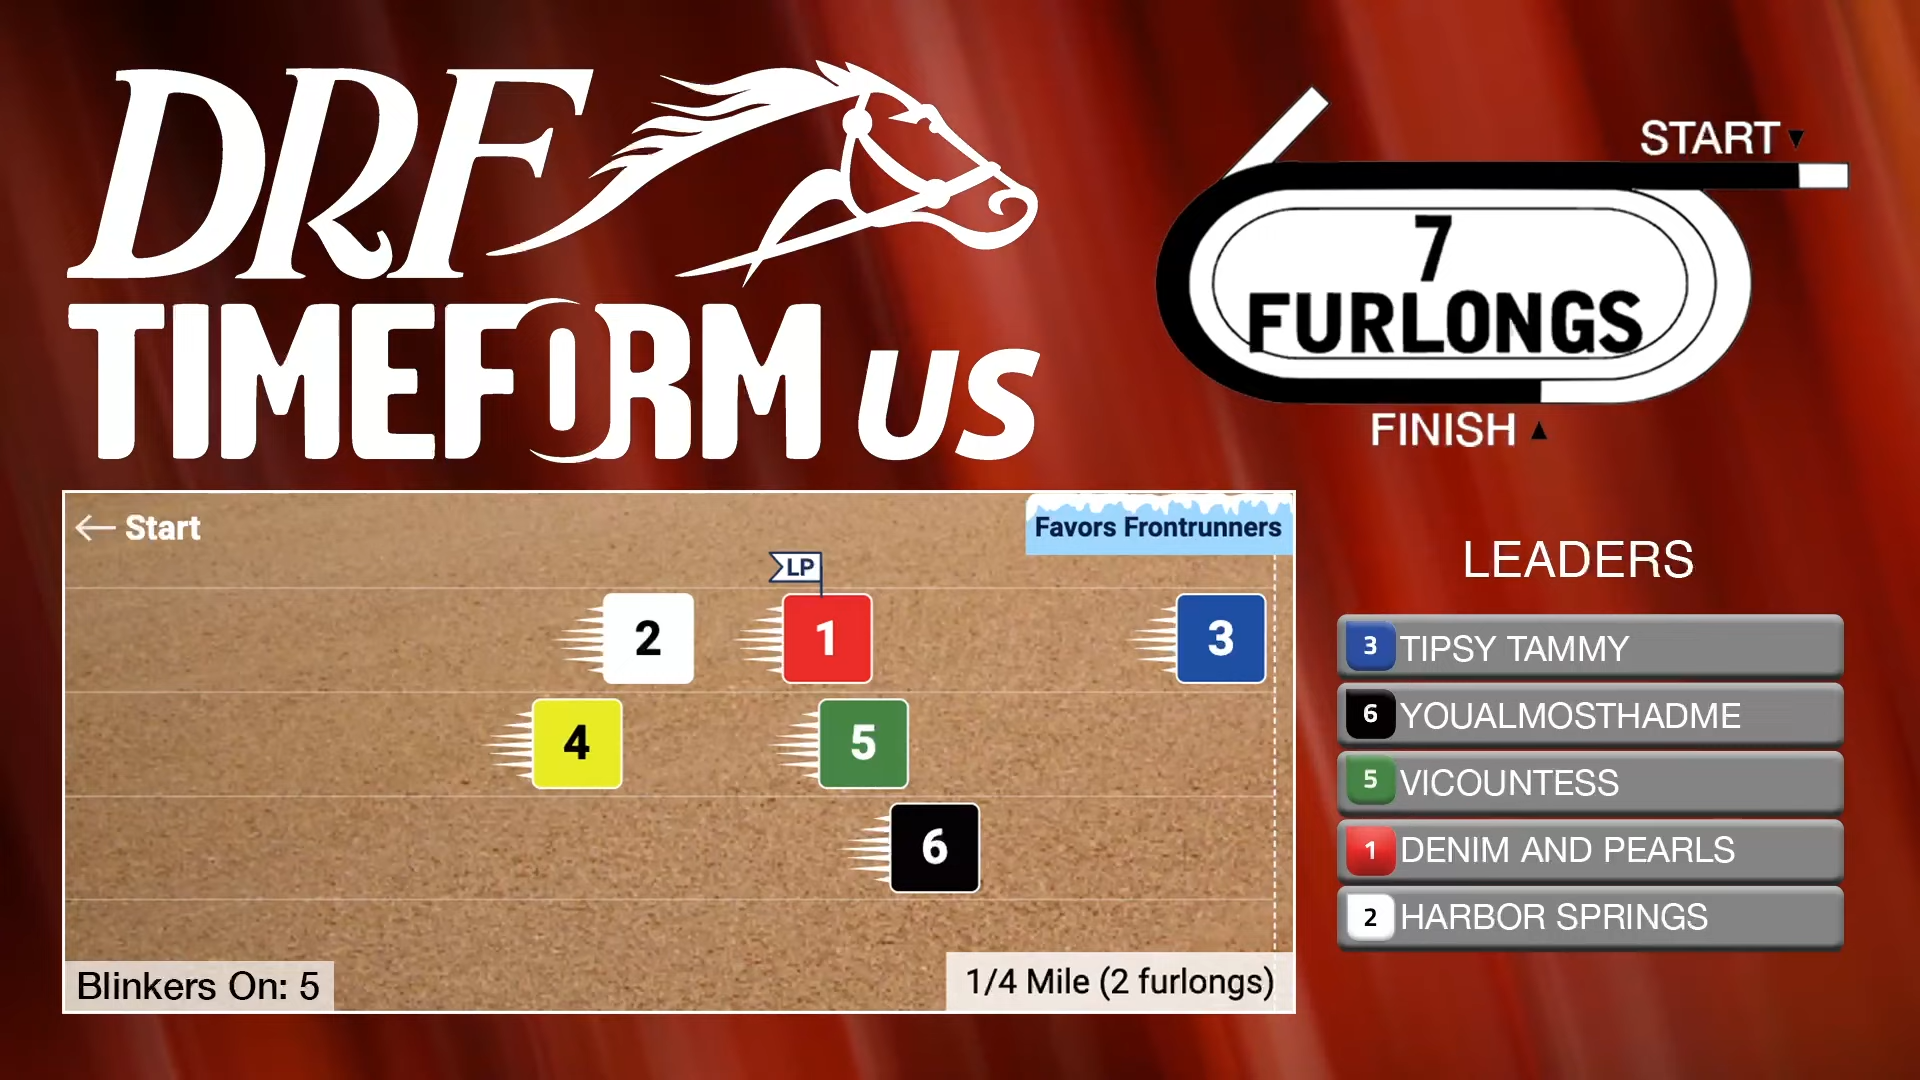 DRF
TIMEFORM US
START
7
FURLONGS
FINISH
← Start
Favors Frontrunners
LP
2
1
3
4
5
6
Blinkers On: 5
1/4 Mile (2 furlongs)
LEADERS
3 TIPSY TAMMY
6 YOUALMOSTHADME
5 VICOUNTESS
1 DENIM AND PEARLS
2 HARBOR SPRINGS